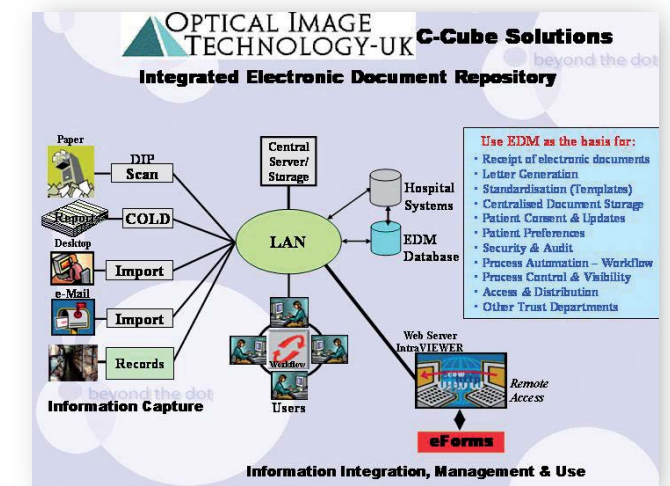 OPTICAL IMAGE
TECHNOLOGY-UK
C-Cube Solutions
beyond the dot
Integrated Electronic Document Repository
Paper
DIP
Scan
Report
COLD
Desktop
Import
e-Mail
Import
Records
beyond the dot
Information Capture
Central
Server/
Storage
LAN
Hospital
Systems
EDM
Database
Workflow
Users
Use EDM as the basis for:
• Receipt of electronic documents
• Letter Generation
• Standardisation (Templates)
• Centralised Document Storage
• Patient Consent & Updates
• Patient Preferences
• Security & Audit
• Process Automation – Workflow
• Process Control & Visibility
• Access & Distribution
• Other Trust Departments
Web Server
IntraVIEWER
Remote
Access
eForms
Information Integration, Management & Use